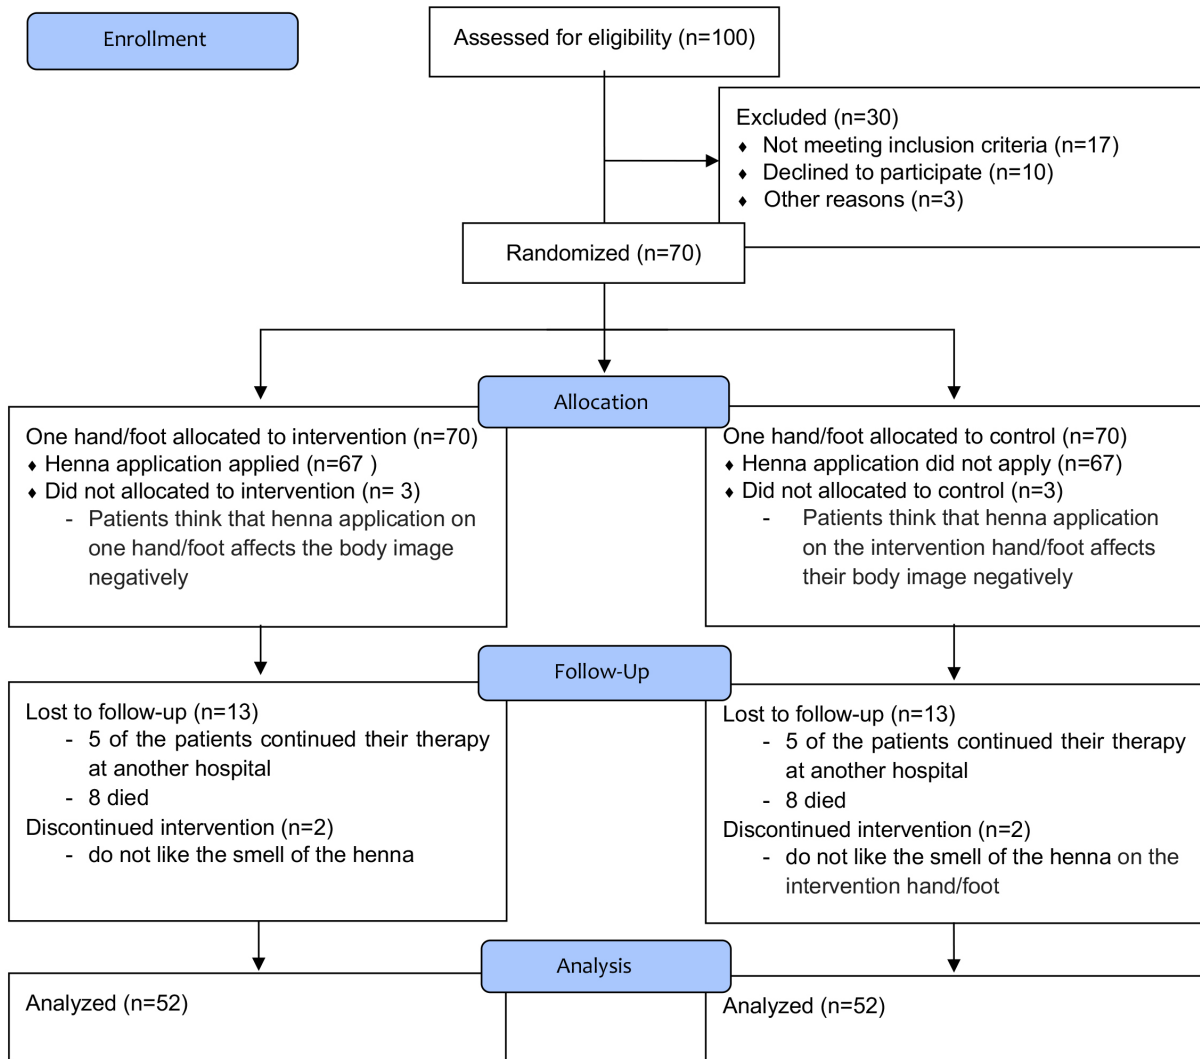 Enrollment
Assessed for eligibility (n=100)
Excluded (n=30)
♦ Not meeting inclusion criteria (n=17)
♦ Declined to participate (n=10)
♦ Other reasons (n=3)
Randomized (n=70)
Allocation
One hand/foot allocated to intervention (n=70)
♦ Henna application applied (n=67 )
♦ Did not allocated to intervention (n= 3)
- Patients think that henna application on
one hand/foot affects the body image
negatively
One hand/foot allocated to control (n=70)
♦ Henna application did not apply (n=67)
♦ Did not allocated to control (n=3)
- Patients think that henna application
on the intervention hand/foot affects
their body image negatively
Follow-Up
Lost to follow-up (n=13)
- 5 of the patients continued their therapy
at another hospital
- 8 died
Discontinued intervention (n=2)
- do not like the smell of the henna
Lost to follow-up (n=13)
- 5 of the patients continued their therapy
at another hospital
- 8 died
Discontinued intervention (n=2)
- do not like the smell of the henna on the
intervention hand/foot
Analysis
Analyzed (n=52)
Analyzed (n=52)